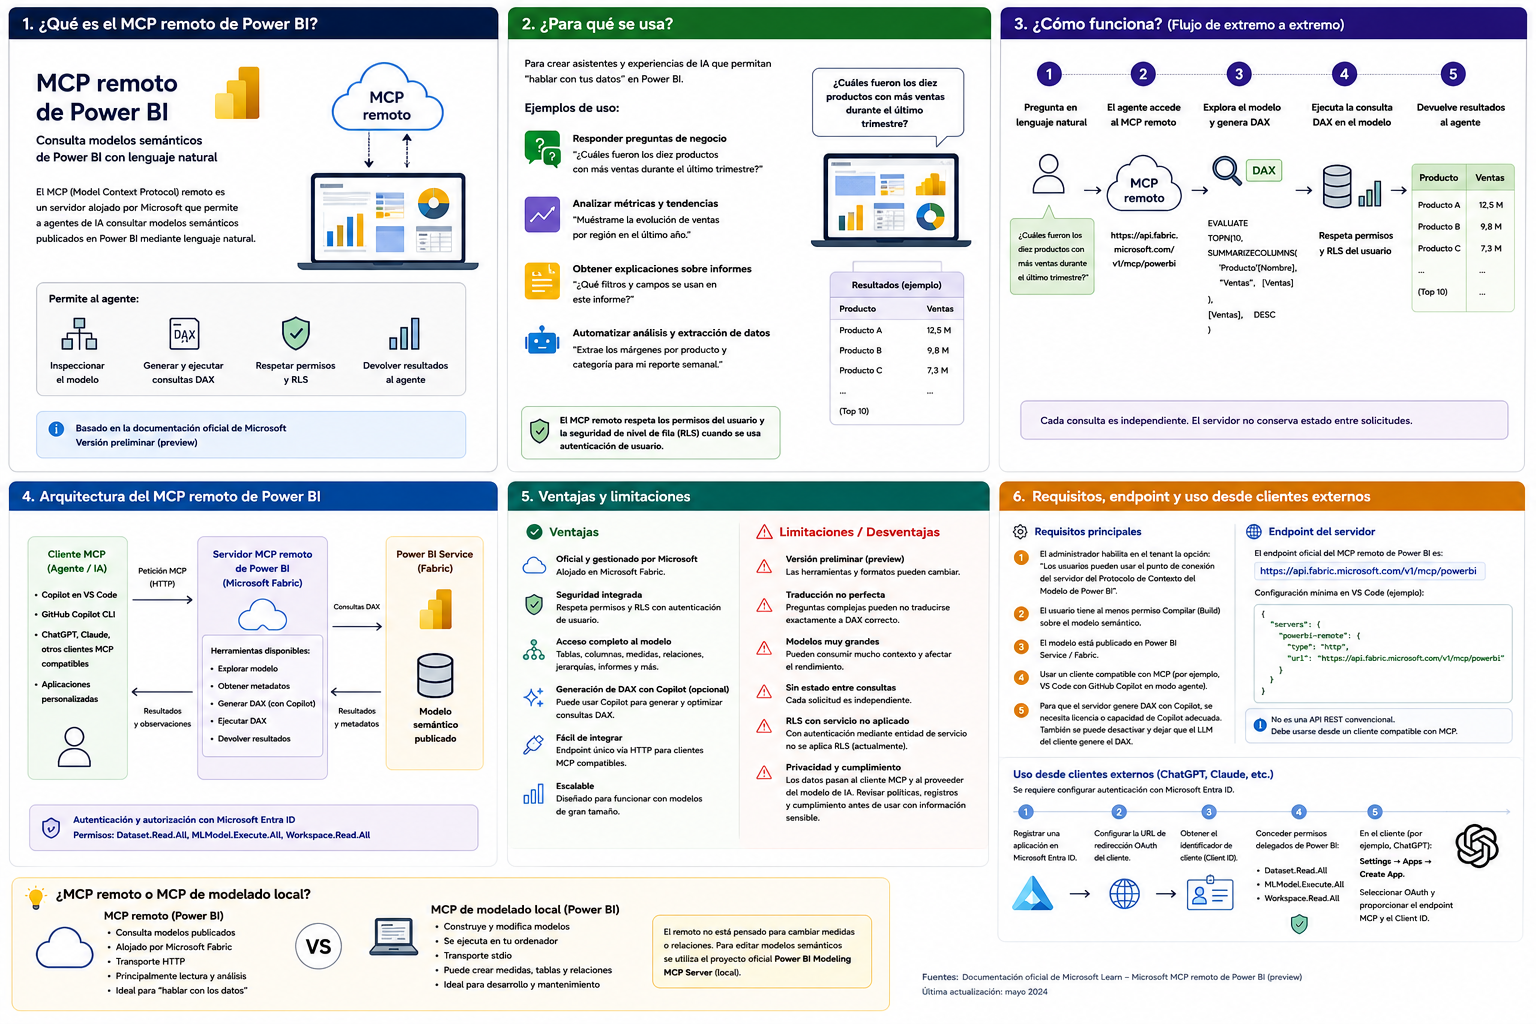 1. ¿Qué es el MCP remoto de Power BI?
MCP remoto
de Power BI
Consulta modelos semánticos
de Power BI con lenguaje natural
El MCP (Model Context Protocol) remoto es
un servidor alojado por Microsoft que permite
a agentes de IA consultar modelos semánticos
publicados en Power BI mediante lenguaje natural.
MCP
remoto
Permite al agente:
Inspeccionar
el modelo
DAX
Generar y ejecutar
consultas DAX
Respetar permisos
y RLS
Devolver resultados
al agente
Basado en la documentación oficial de Microsoft
Versión preliminar (preview)
2. ¿Para qué se usa?
Para crear asistentes y experiencias de IA que permitan
"hablar con tus datos" en Power BI.
Ejemplos de uso:
Responder preguntas de negocio
"¿Cuáles fueron los diez productos
con más ventas durante el último trimestre?"
Analizar métricas y tendencias
"Muéstrame la evolución de ventas
por región en el último año."
Obtener explicaciones sobre informes
"¿Qué filtros y campos se usan en
este informe?"
Automatizar análisis y extracción de datos
"Extrae los márgenes por producto y
categoría para mi reporte semanal."
El MCP remoto respeta los permisos del usuario y
la seguridad de nivel de fila (RLS) cuando se usa
autenticación de usuario.
¿Cuáles fueron los diez
productos con más ventas
durante el último
trimestre?
Resultados (ejemplo)
Producto Ventas
Producto A 12,5 M
Producto B 9,8 M
Producto C 7,3 M
... ...
(Top 10)
3. ¿Cómo funciona? (Flujo de extremo a extremo)
1
Pregunta en
lenguaje natural
¿Cuáles fueron los
diez productos con
más ventas durante
el último trimestre?"
2
El agente accede
al MCP remoto
MCP
remoto
https://api.fabric.
microsoft.com/
v1/mcp/powerbi
3
Explora el modelo
y genera DAX
DAX
EVALUATE
TOPN(10,
SUMMARIZECOLUMNS(
'Producto'[Nombre],
"Ventas", [Ventas]
),
[Ventas], DESC
)
4
Ejecuta la consulta
DAX en el modelo
Respeta permisos
y RLS del usuario
5
Devuelve resultados
al agente
Producto Ventas
Producto A 12,5 M
Producto B 9,8 M
Producto C 7,3 M
... ...
(Top 10) ...
Cada consulta es independiente. El servidor no conserva estado entre solicitudes.
4. Arquitectura del MCP remoto de Power BI
Cliente MCP
(Agente / IA)
• Copilot en VS Code
• GitHub Copilot CLI
• ChatGPT, Claude,
otros clientes MCP
compatibles
• Aplicaciones
personalizadas
Petición MCP
(HTTP)
Resultados
y observaciones
Servidor MCP remoto
de Power BI
(Microsoft Fabric)
Herramientas disponibles:
• Explorar modelo
• Obtener metadatos
• Generar DAX (con Copilot)
• Ejecutar DAX
• Devolver resultados
Consultas DAX
Resultados
y metadatos
Power BI Service
(Fabric)
Modelo
semántico
publicado
Autenticación y autorización con Microsoft Entra ID
Permisos: Dataset.Read.All, MLModel.Execute.All, Workspace.Read.All
5. Ventajas y limitaciones
Ventajas
Oficial y gestionado por Microsoft
Alojado en Microsoft Fabric.
Seguridad integrada
Respeta permisos y RLS con autenticación
de usuario.
Acceso completo al modelo
Tablas, columnas, medidas, relaciones,
jerarquías, informes y más.
Generación de DAX con Copilot (opcional)
Puede usar Copilot para generar y optimizar
consultas DAX.
Fácil de integrar
Endpoint único vía HTTP para clientes
MCP compatibles.
Escalable
Diseñado para funcionar con modelos
de gran tamaño.
Limitaciones / Desventajas
Versión preliminar (preview)
Las herramientas y formatos pueden cambiar.
Traducción no perfecta
Preguntas complejas pueden no traducirse
exactamente a DAX correcto.
Modelos muy grandes
Pueden consumir mucho contexto y afectar
el rendimiento.
Sin estado entre consultas
Cada solicitud es independiente.
RLS con servicio no aplicado
Con autenticación mediante entidad de servicio
no se aplica RLS (actualmente).
Privacidad y cumplimiento
Los datos pasan al cliente MCP y al proveedor
del modelo de IA. Revisar políticas, registros
y cumplimiento antes de usar con información
sensible.
6. Requisitos, endpoint y uso desde clientes externos
Requisitos principales
1 El administrador habilita en el tenant la opción:
"Los usuarios pueden usar el punto de conexión
del servidor del Protocolo de Contexto del
Modelo de Power BI".
2 El usuario tiene al menos permiso Compilar (Build)
sobre el modelo semántico.
3 El modelo está publicado en Power BI
Service / Fabric.
4 Usar un cliente compatible con MCP (por ejemplo,
VS Code con GitHub Copilot en modo agente).
5 Para que el servidor genere DAX con Copilot, se
necesita licencia o capacidad de Copilot adecuada.
También se puede desactivar y dejar que el LLM
del cliente genere el DAX.
Endpoint del servidor
El endpoint oficial del MCP remoto de Power BI es:
https://api.fabric.microsoft.com/v1/mcp/powerbi
Configuración mínima en VS Code (ejemplo):
{
"servers": {
"powerbi-remote": {
"type": "http",
"url": "https://api.fabric.microsoft.com/v1/mcp/powerbi"
}
}
}
No es una API REST convencional.
Debe usarse desde un cliente compatible con MCP.
Uso desde clientes externos (ChatGPT, Claude, etc.)
Se requiere configurar autenticación con Microsoft Entra ID.
1
Registrar una
aplicación en
Microsoft Entra ID.
2
Configurar la URL de
redirección OAuth
del cliente.
3
Obtener el
identificador de
cliente (Client ID).
4
Conceder permisos
delegados de Power BI:
• Dataset.Read.All
• MLModel.Execute.All
• Workspace.Read.All
5
En el cliente (por
ejemplo, ChatGPT):
Settings → Apps →
Create App.
Seleccionar OAuth y
proporcionar el endpoint
MCP y el Client ID.
¿MCP remoto o MCP de modelado local?
MCP remoto (Power BI)
• Consulta modelos publicados
• Alojado por Microsoft Fabric
• Transporte HTTP
• Principalmente lectura y análisis
• Ideal para "hablar con los datos"
VS
MCP de modelado local (Power BI)
• Construye y modifica modelos
• Se ejecuta en tu ordenador
• Transporte stdio
• Puede crear medidas, tablas y relaciones
• Ideal para desarrollo y mantenimiento
El remoto no está pensado para cambiar medidas
o relaciones. Para editar modelos semánticos
se utiliza el proyecto oficial Power BI Modeling
MCP Server (local).
Fuentes: Documentación oficial de Microsoft Learn – Microsoft MCP remoto de Power BI (preview)
Última actualización: mayo 2024